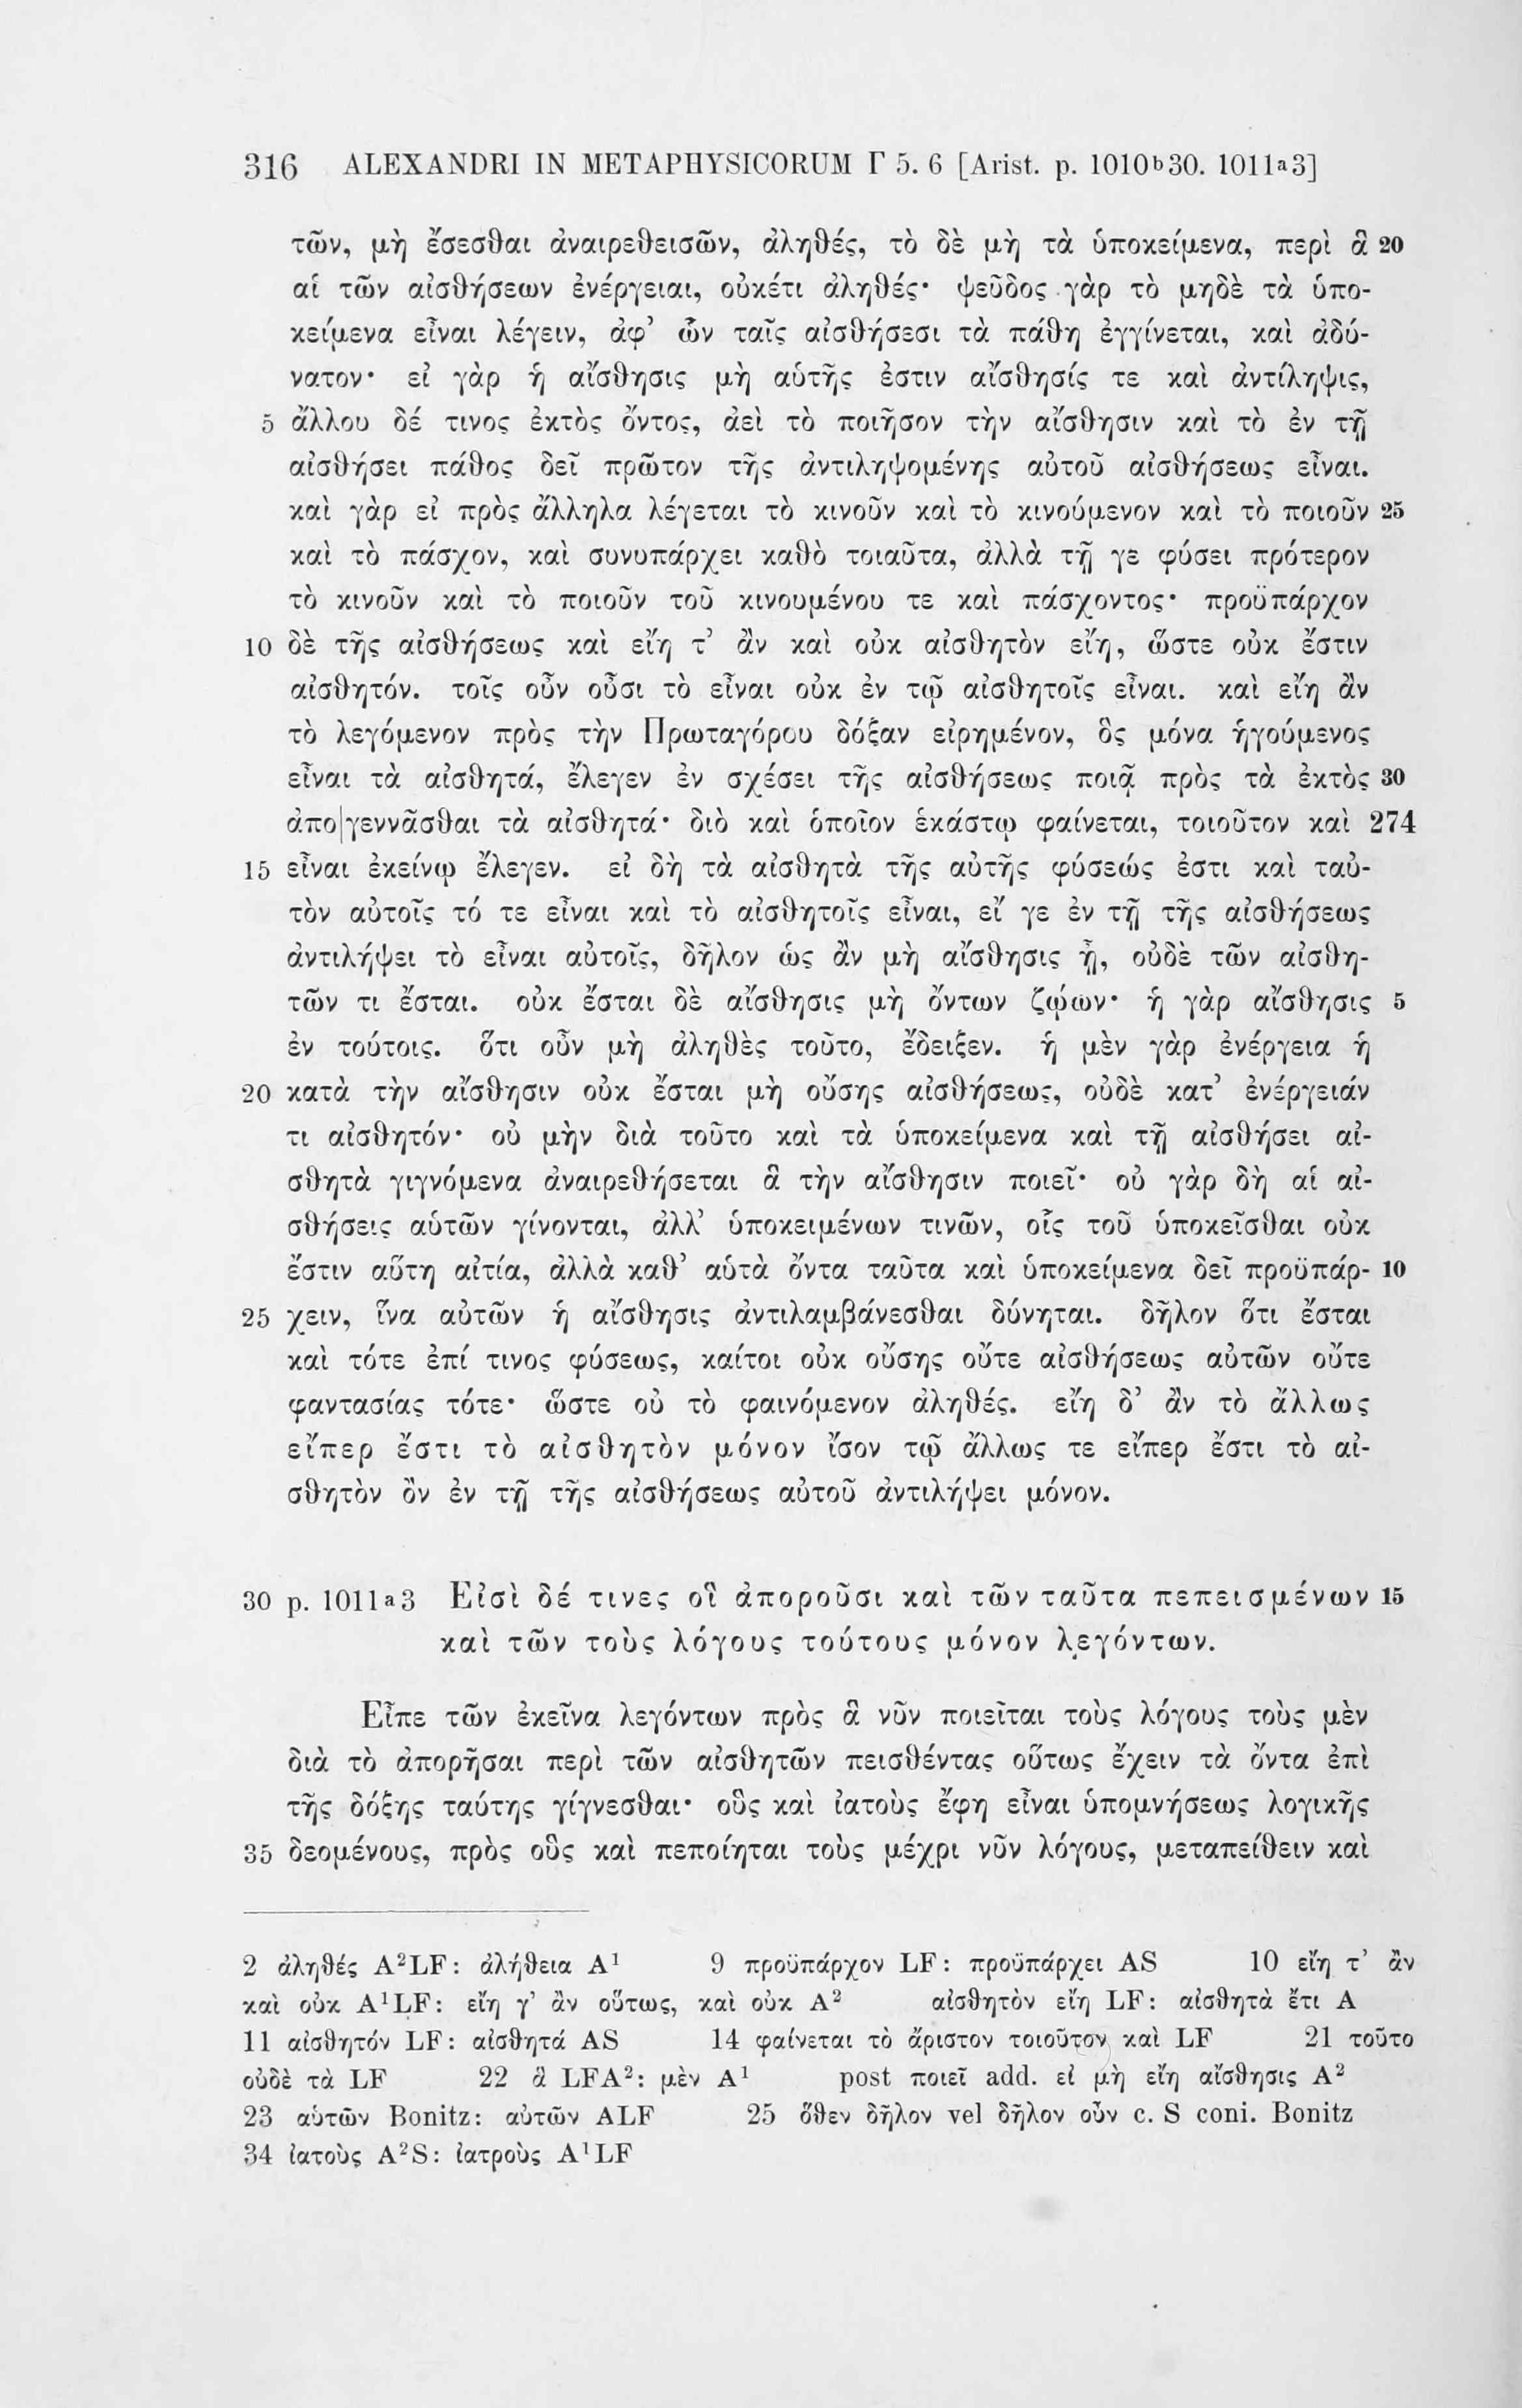 316 ALEXANDRI IN METAPHYSICORUM Γ 5. 6 [Arist. p. 1010ᵇ30. 1011ᵃ3]
τῶν, μὴ ἔσεσθαι ἀναιρεθεισῶν, ἀληθές, τὸ δὲ μὴ τὰ ὑποκείμενα, περὶ ἃ 20
αἱ τῶν αἰσθήσεων ἐνέργειαι, οὐκέτι ἀληθές· ψεῦδος γὰρ τὸ μηδὲ τὰ ὑπο-
κείμενα εἶναι λέγειν, ἀφ’ ὧν ταῖς αἰσθήσεσι τὰ πάθη ἐγγίνεται, καὶ ἀδύ-
νατον· εἰ γὰρ ἡ αἴσθησις μὴ αὑτῆς ἐστιν αἴσθησίς τε καὶ ἀντίληψις,
5 ἄλλου δέ τινος ἐκτὸς ὄντος, ἀεὶ τὸ ποιῆσον τὴν αἴσθησιν καὶ τὸ ἐν τῇ
αἰσθήσει πάθος δεῖ πρῶτον τῆς ἀντιληψομένης αὐτοῦ αἰσθήσεως εἶναι.
καὶ γὰρ εἰ πρὸς ἄλληλα λέγεται τὸ κινοῦν καὶ τὸ κινούμενον καὶ τὸ ποιοῦν 25
καὶ τὸ πάσχον, καὶ συνυπάρχει καθὸ τοιαῦτα, ἀλλὰ τῇ γε φύσει πρότερον
τὸ κινοῦν καὶ τὸ ποιοῦν τοῦ κινουμένου τε καὶ πάσχοντος· προϋπάρχον
10 δὲ τῆς αἰσθήσεως καὶ εἴη τ’ ἂν καὶ οὐκ αἰσθητὸν εἴη, ὥστε οὐκ ἔστιν
αἰσθητόν. τοῖς οὖν οὖσι τὸ εἶναι οὐκ ἐν τῷ αἰσθητοῖς εἶναι. καὶ εἴη ἂν
τὸ λεγόμενον πρὸς τὴν Πρωταγόρου δόξαν εἰρημένον, ὃς μόνα ἡγούμενος
εἶναι τὰ αἰσθητά, ἔλεγεν ἐν σχέσει τῆς αἰσθήσεως ποιᾷ πρὸς τὰ ἐκτὸς 30
ἀπο|γεννᾶσθαι τὰ αἰσθητά· διὸ καὶ ὁποῖον ἑκάστῳ φαίνεται, τοιοῦτον καὶ 274
15 εἶναι ἐκείνῳ ἔλεγεν. εἰ δὴ τὰ αἰσθητὰ τῆς αὐτῆς φύσεώς ἐστι καὶ ταὐ-
τὸν αὐτοῖς τό τε εἶναι καὶ τὸ αἰσθητοῖς εἶναι, εἴ γε ἐν τῇ τῆς αἰσθήσεως
ἀντιλήψει τὸ εἶναι αὐτοῖς, δῆλον ὡς ἂν μὴ αἴσθησις ᾖ, οὐδὲ τῶν αἰσθη-
τῶν τι ἔσται. οὐκ ἔσται δὲ αἴσθησις μὴ ὄντων ζῴων· ἡ γὰρ αἴσθησις 5
ἐν τούτοις. ὅτι οὖν μὴ ἀληθὲς τοῦτο, ἔδειξεν. ἡ μὲν γὰρ ἐνέργεια ἡ
20 κατὰ τὴν αἴσθησιν οὐκ ἔσται μὴ οὔσης αἰσθήσεως, οὐδὲ κατ’ ἐνέργειάν
τι αἰσθητόν· οὐ μὴν διὰ τοῦτο καὶ τὰ ὑποκείμενα καὶ τῇ αἰσθήσει αἰ-
σθητὰ γιγνόμενα ἀναιρεθήσεται ἃ τὴν αἴσθησιν ποιεῖ· οὐ γὰρ δὴ αἱ αἰ-
σθήσεις αὑτῶν γίνονται, ἀλλ’ ὑποκειμένων τινῶν, οἷς τοῦ ὑποκεῖσθαι οὐκ
ἔστιν αὕτη αἰτία, ἀλλὰ καθ’ αὑτὰ ὄντα ταῦτα καὶ ὑποκείμενα δεῖ προϋπάρ- 10
25 χειν, ἵνα αὐτῶν ἡ αἴσθησις ἀντιλαμβάνεσθαι δύνηται. δῆλον ὅτι ἔσται
καὶ τότε ἐπί τινος φύσεως, καίτοι οὐκ οὔσης οὔτε αἰσθήσεως αὐτῶν οὔτε
φαντασίας τότε· ὥστε οὐ τὸ φαινόμενον ἀληθές. εἴη δ’ ἂν τὸ ἄλλως
εἴπερ ἔστι τὸ αἰσθητὸν μόνον ἴσον τῷ ἄλλως τε εἴπερ ἔστι τὸ αἰ-
σθητὸν ὂν ἐν τῇ τῆς αἰσθήσεως αὐτοῦ ἀντιλήψει μόνον.
30 p. 1011ᵃ3 Εἰσὶ δέ τινες οἳ ἀποροῦσι καὶ τῶν ταῦτα πεπεισμένων 15
καὶ τῶν τοὺς λόγους τούτους μόνον λεγόντων.
Εἶπε τῶν ἐκεῖνα λεγόντων πρὸς ἃ νῦν ποιεῖται τοὺς λόγους τοὺς μὲν
διὰ τὸ ἀπορῆσαι περὶ τῶν αἰσθητῶν πεισθέντας οὕτως ἔχειν τὰ ὄντα ἐπὶ
τῆς δόξης ταύτης γίγνεσθαι· οὓς καὶ ἰατοὺς ἔφη εἶναι ὑπομνήσεως λογικῆς
35 δεομένους, πρὸς οὓς καὶ πεποίηται τοὺς μέχρι νῦν λόγους, μεταπείθειν καὶ
2 ἀληθές A²LF: ἀλήθεια A¹ 9 προϋπάρχον LF: προϋπάρχει AS 10 εἴη τ’ ἂν
καὶ οὐκ A¹LF: εἴη γ’ ἂν οὕτως, καὶ οὐκ A² αἰσθητὸν εἴη LF: αἰσθητὰ ἔτι A
11 αἰσθητόν LF: αἰσθητά AS 14 φαίνεται τὸ ἄριστον τοιοῦτον καὶ LF 21 τοῦτο
οὐδὲ τὰ LF 22 ἃ LFA²: μὲν A¹ post ποιεῖ add. εἰ μὴ εἴη αἴσθησις A²
23 αὑτῶν Bonitz: αὐτῶν ALF 25 ὅθεν δῆλον vel δῆλον οὖν c. S coni. Bonitz
34 ἰατοὺς A²S: ἰατροὺς A¹LF